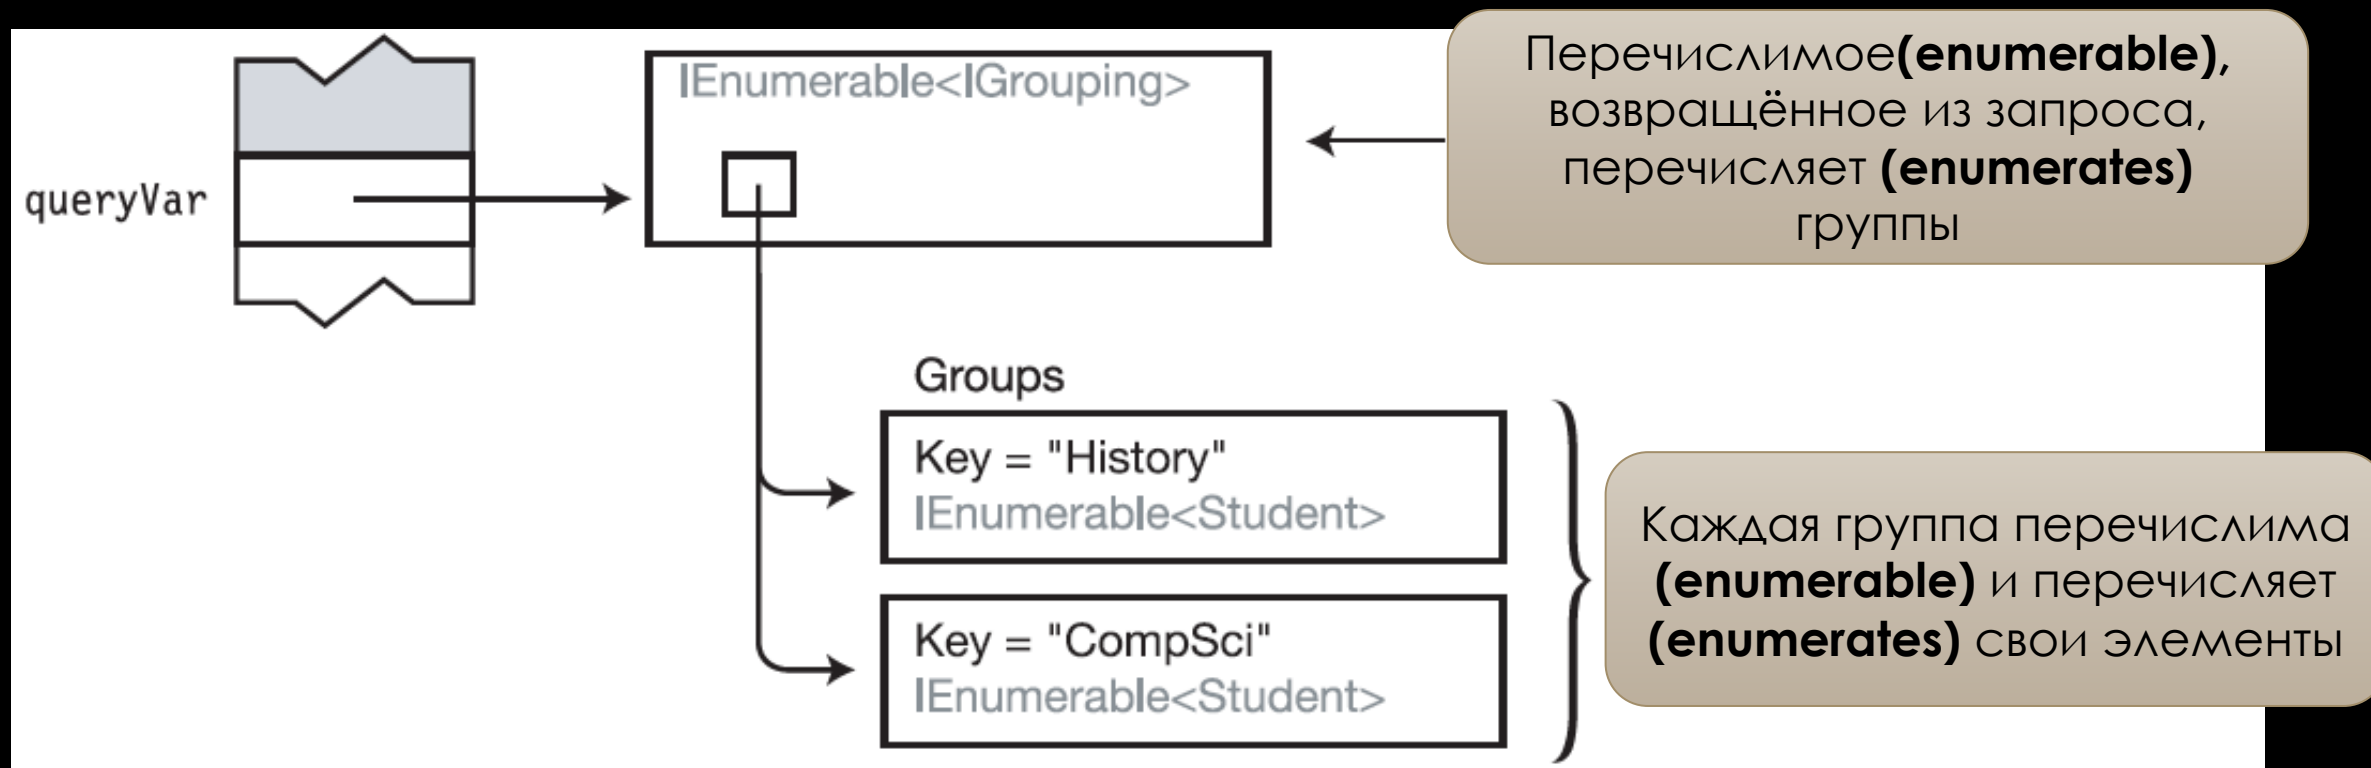 queryVar
IEnumerable<IGrouping>
Перечислимое(enumerable),
возвращённое из запроса,
перечисляет (enumerates)
группы
Groups
Key = "History"
IEnumerable<Student>
Key = "CompSci"
IEnumerable<Student>
Каждая группа перечислима
(enumerable) и перечисляет
(enumerates) свои элементы